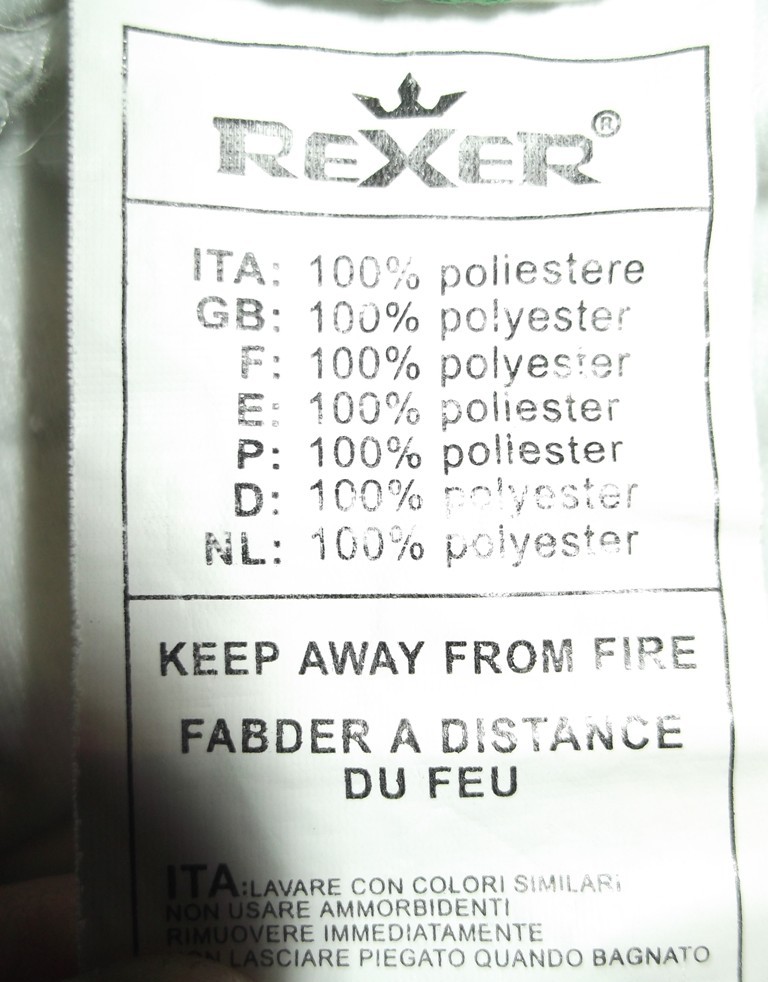 REXER®
ITA: 100% poliestere
GB: 100% polyester
F: 100% polyester
E: 100% poliester
P: 100% poliester
D: 100% polyester
NL: 100% polyester
KEEP AWAY FROM FIRE
FABDER A DISTANCE
DU FEU
ITA:LAVARE CON COLORI SIMILARI
NON USARE AMMORBIDENTI
RIMUOVERE IMMEDIATAMENTE
NON LASCIARE PIEGATO QUANDO BAGNATO